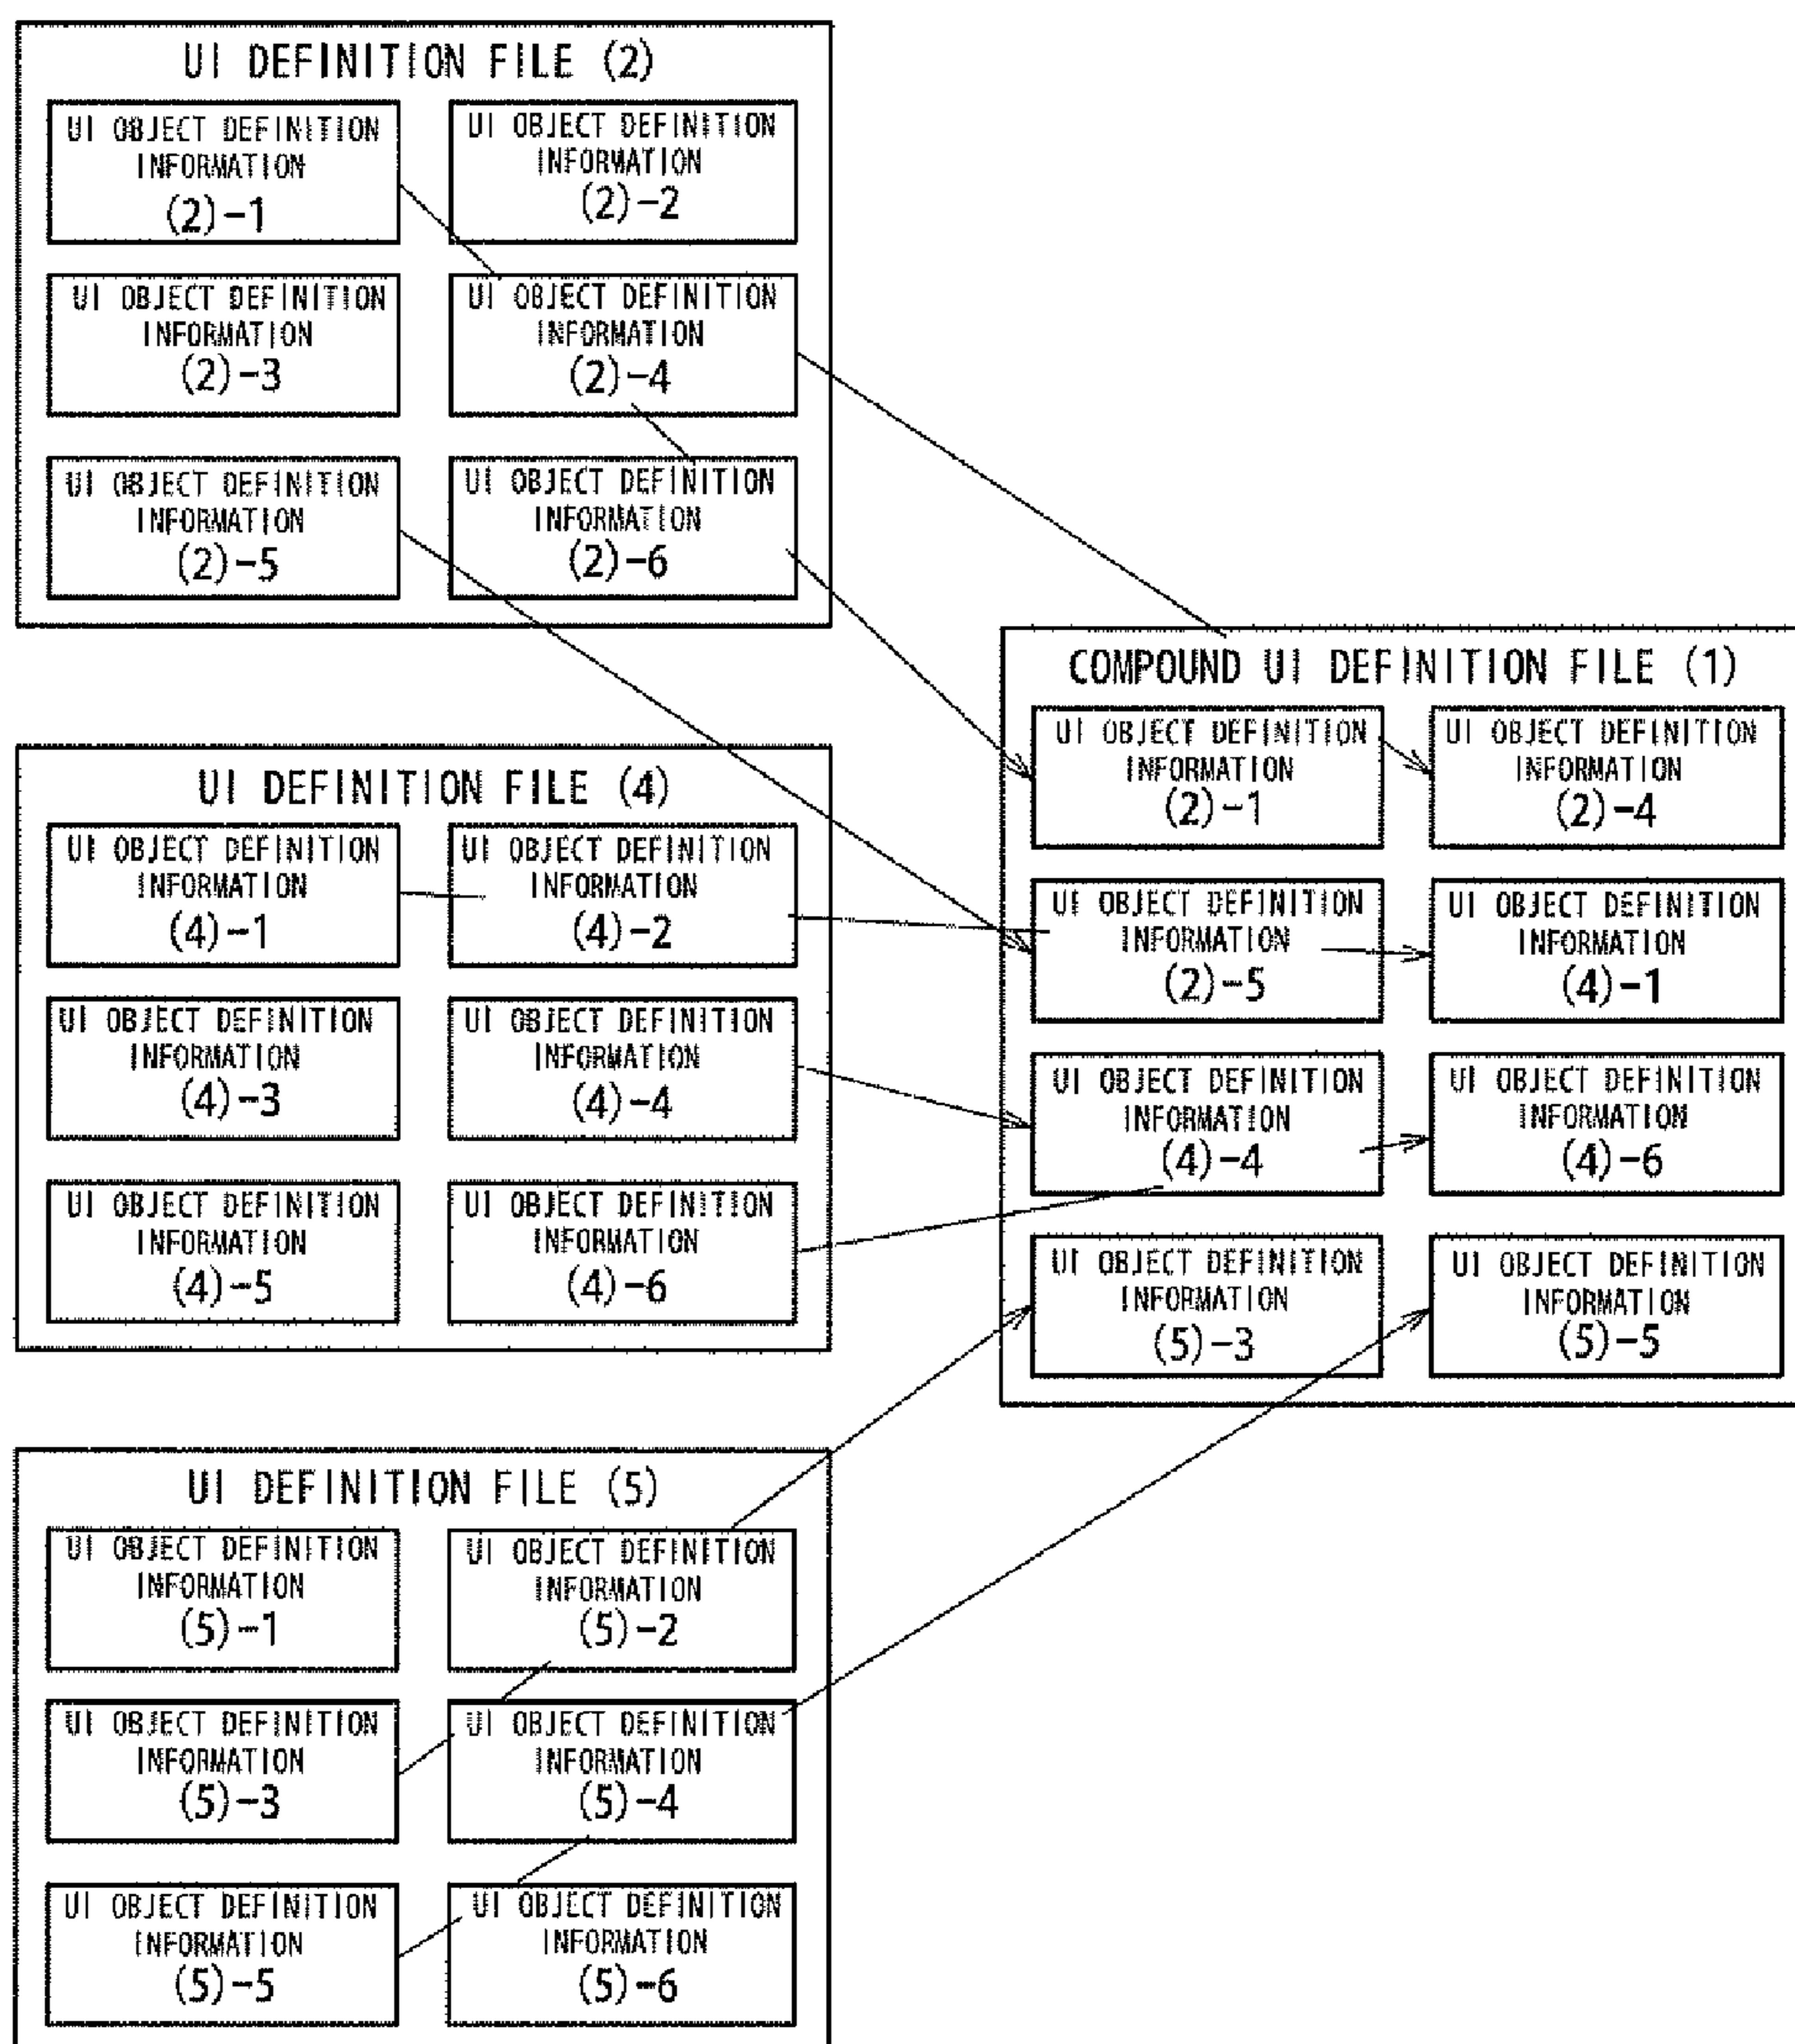 UI DEFINITION FILE (2)
UI OBJECT DEFINITION
INFORMATION
(2)-1
UI OBJECT DEFINITION
INFORMATION
(2)-2
UI OBJECT DEFINITION
INFORMATION
(2)-3
UI OBJECT DEFINITION
INFORMATION
(2)-4
UI OBJECT DEFINITION
INFORMATION
(2)-5
UI OBJECT DEFINITION
INFORMATION
(2)-6
UI DEFINITION FILE (4)
UI OBJECT DEFINITION
INFORMATION
(4)-1
UI OBJECT DEFINITION
INFORMATION
(4)-2
UI OBJECT DEFINITION
INFORMATION
(4)-3
UI OBJECT DEFINITION
INFORMATION
(4)-4
UI OBJECT DEFINITION
INFORMATION
(4)-5
UI OBJECT DEFINITION
INFORMATION
(4)-6
UI DEFINITION FILE (5)
UI OBJECT DEFINITION
INFORMATION
(5)-1
UI OBJECT DEFINITION
INFORMATION
(5)-2
UI OBJECT DEFINITION
INFORMATION
(5)-3
UI OBJECT DEFINITION
INFORMATION
(5)-4
UI OBJECT DEFINITION
INFORMATION
(5)-5
UI OBJECT DEFINITION
INFORMATION
(5)-6
COMPOUND UI DEFINITION FILE (1)
UI OBJECT DEFINITION
INFORMATION
(2)-1
UI OBJECT DEFINITION
INFORMATION
(2)-4
UI OBJECT DEFINITION
INFORMATION
(2)-5
UI OBJECT DEFINITION
INFORMATION
(4)-1
UI OBJECT DEFINITION
INFORMATION
(4)-4
UI OBJECT DEFINITION
INFORMATION
(4)-6
UI OBJECT DEFINITION
INFORMATION
(5)-3
UI OBJECT DEFINITION
INFORMATION
(5)-5